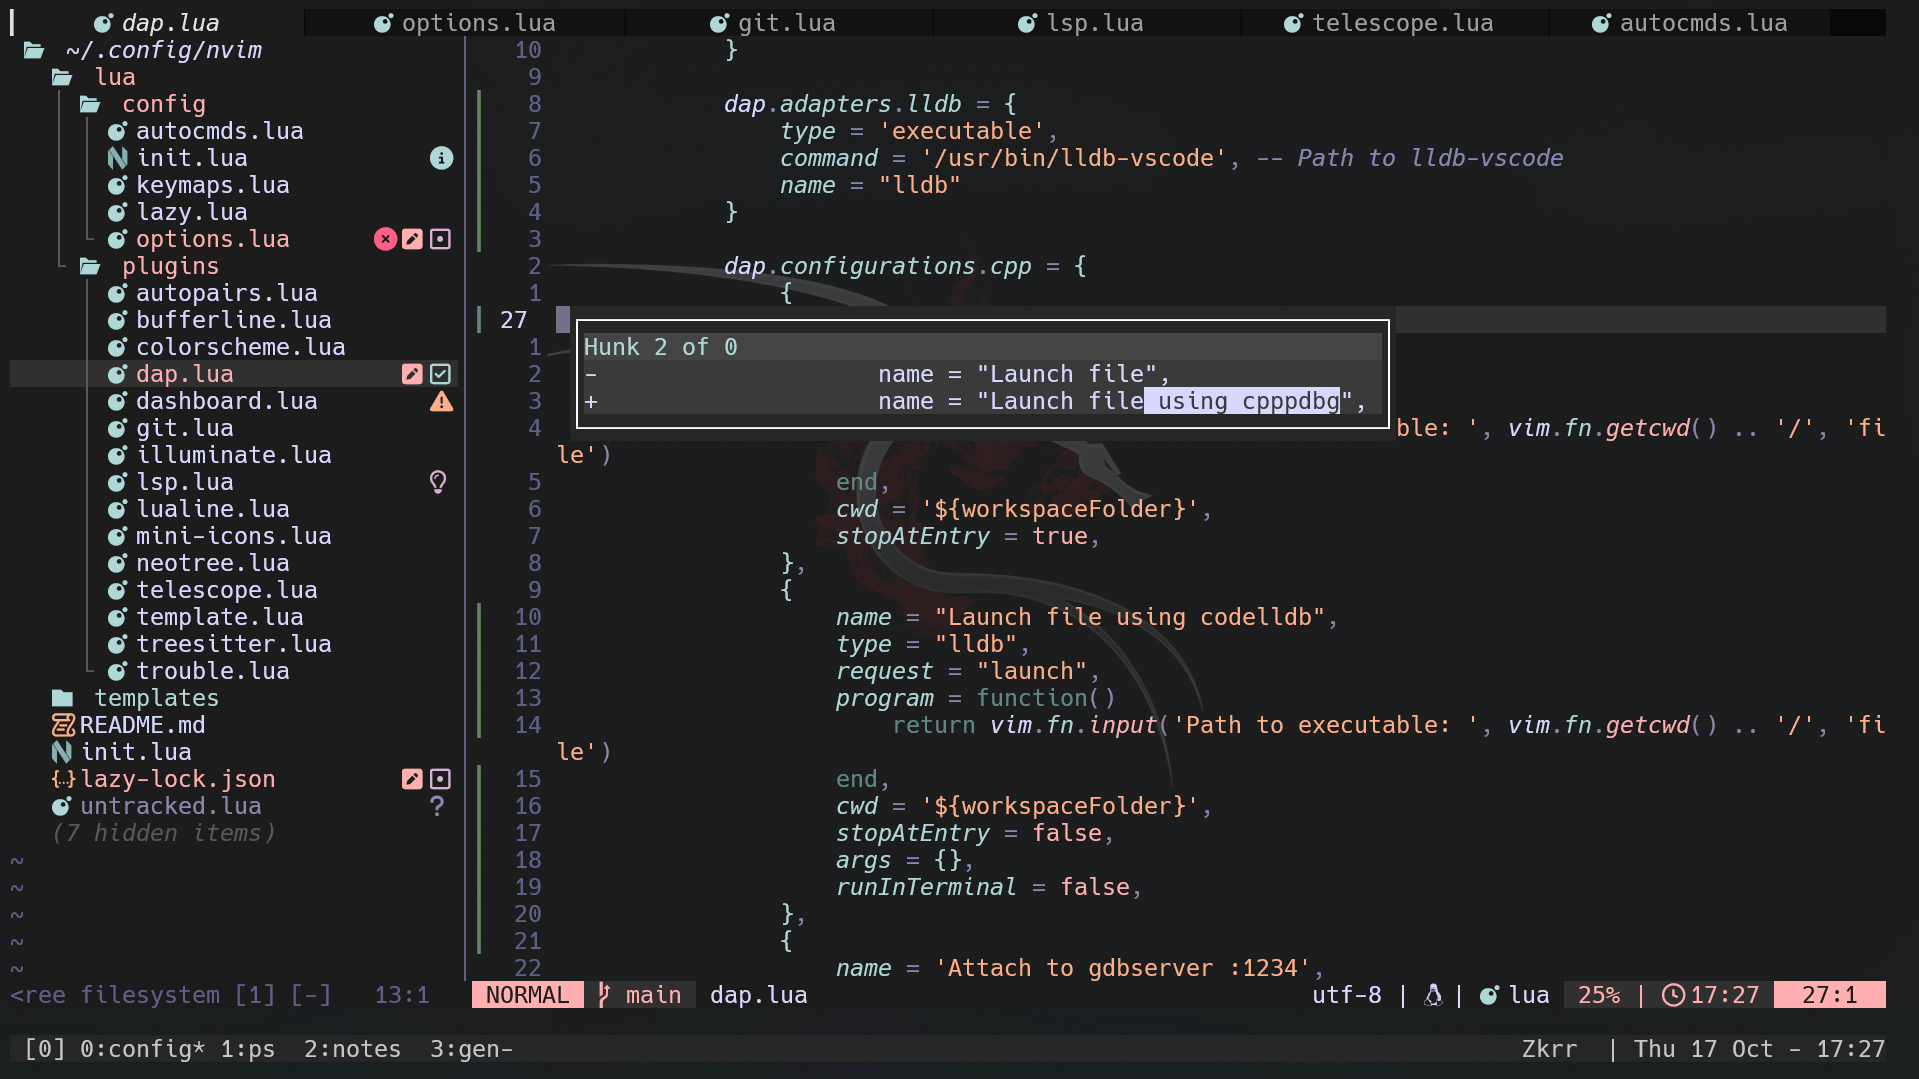 dap.lua options.lua git.lua lsp.lua telescope.lua autocmds.lua
~/.config/nvim
lua
config
autocmds.lua
init.lua
keymaps.lua
lazy.lua
options.lua
plugins
autopairs.lua
bufferline.lua
colorscheme.lua
dap.lua
dashboard.lua
git.lua
illuminate.lua
lsp.lua
lualine.lua
mini-icons.lua
neotree.lua
telescope.lua
template.lua
treesitter.lua
trouble.lua
templates
README.md
init.lua
lazy-lock.json
untracked.lua ?
(7 hidden items)
~
~
~
~
~
<ree filesystem [1] [-] 13:1
10 }
9
8 dap.adapters.lldb = {
7 type = 'executable',
6 command = '/usr/bin/lldb-vscode', -- Path to lldb-vscode
5 name = "lldb"
4 }
3
2 dap.configurations.cpp = {
1 {
27
1 Hunk 2 of 0
2 - name = "Launch file",
3 + name = "Launch file using cpppdbg",
4 ble: ', vim.fn.getcwd() .. '/', 'fi
le')
5 end,
6 cwd = '${workspaceFolder}',
7 stopAtEntry = true,
8 },
9 {
10 name = "Launch file using codelldb",
11 type = "lldb",
12 request = "launch",
13 program = function()
14 return vim.fn.input('Path to executable: ', vim.fn.getcwd() .. '/', 'fi
le')
15 end,
16 cwd = '${workspaceFolder}',
17 stopAtEntry = false,
18 args = {},
19 runInTerminal = false,
20 },
21 {
22 name = 'Attach to gdbserver :1234',
NORMAL main dap.lua utf-8 | | lua 25% | 17:27 27:1
[0] 0:config* 1:ps 2:notes 3:gen- Zkrr | Thu 17 Oct - 17:27